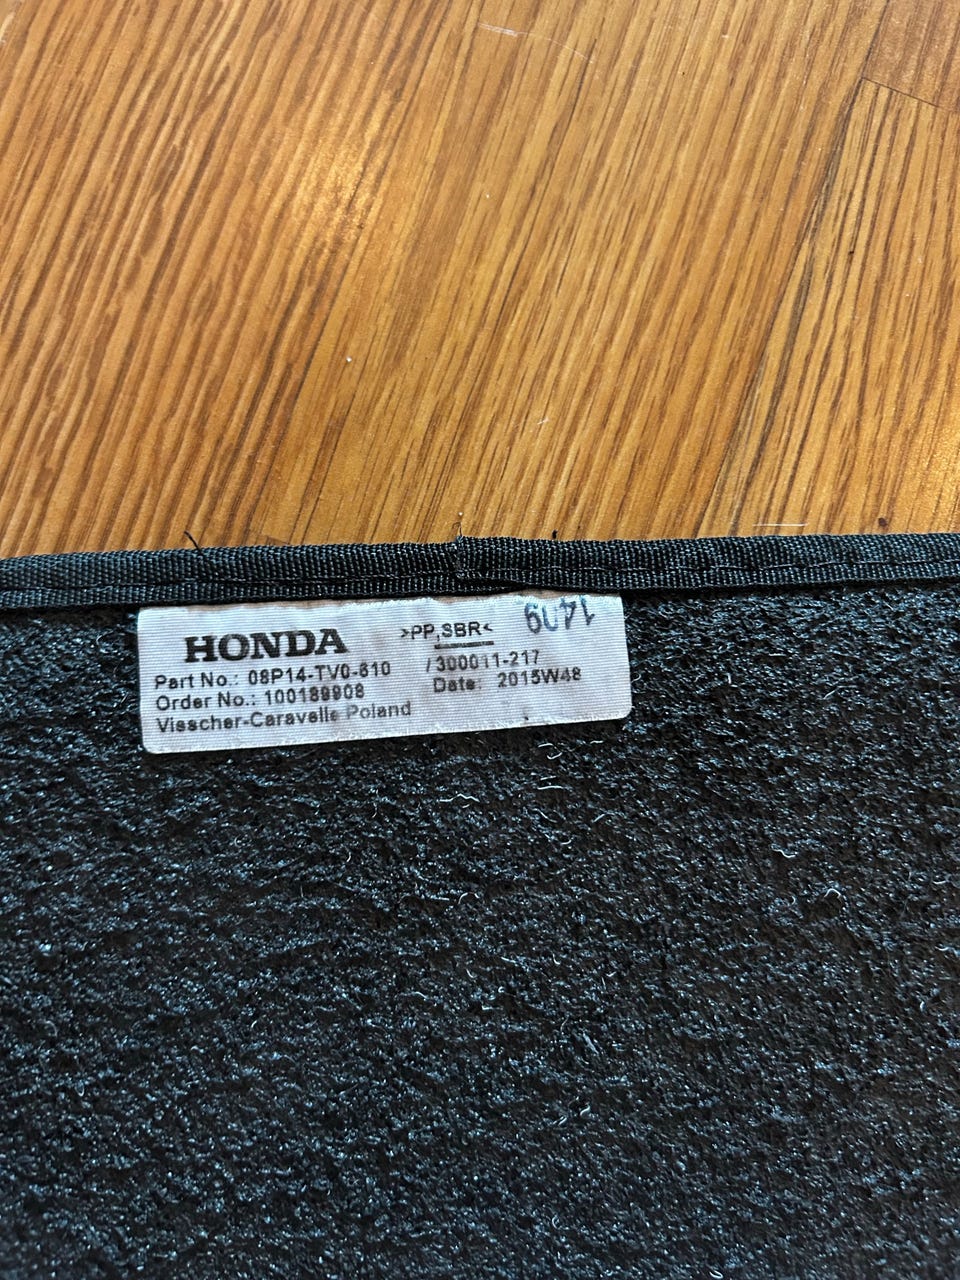 HONDA >PP,SBR< 1409
Part No.: 08P14-TV0-610 / 300011-217
Order No.: 100189908 Date: 2015W48
Visscher-Caravelle Poland